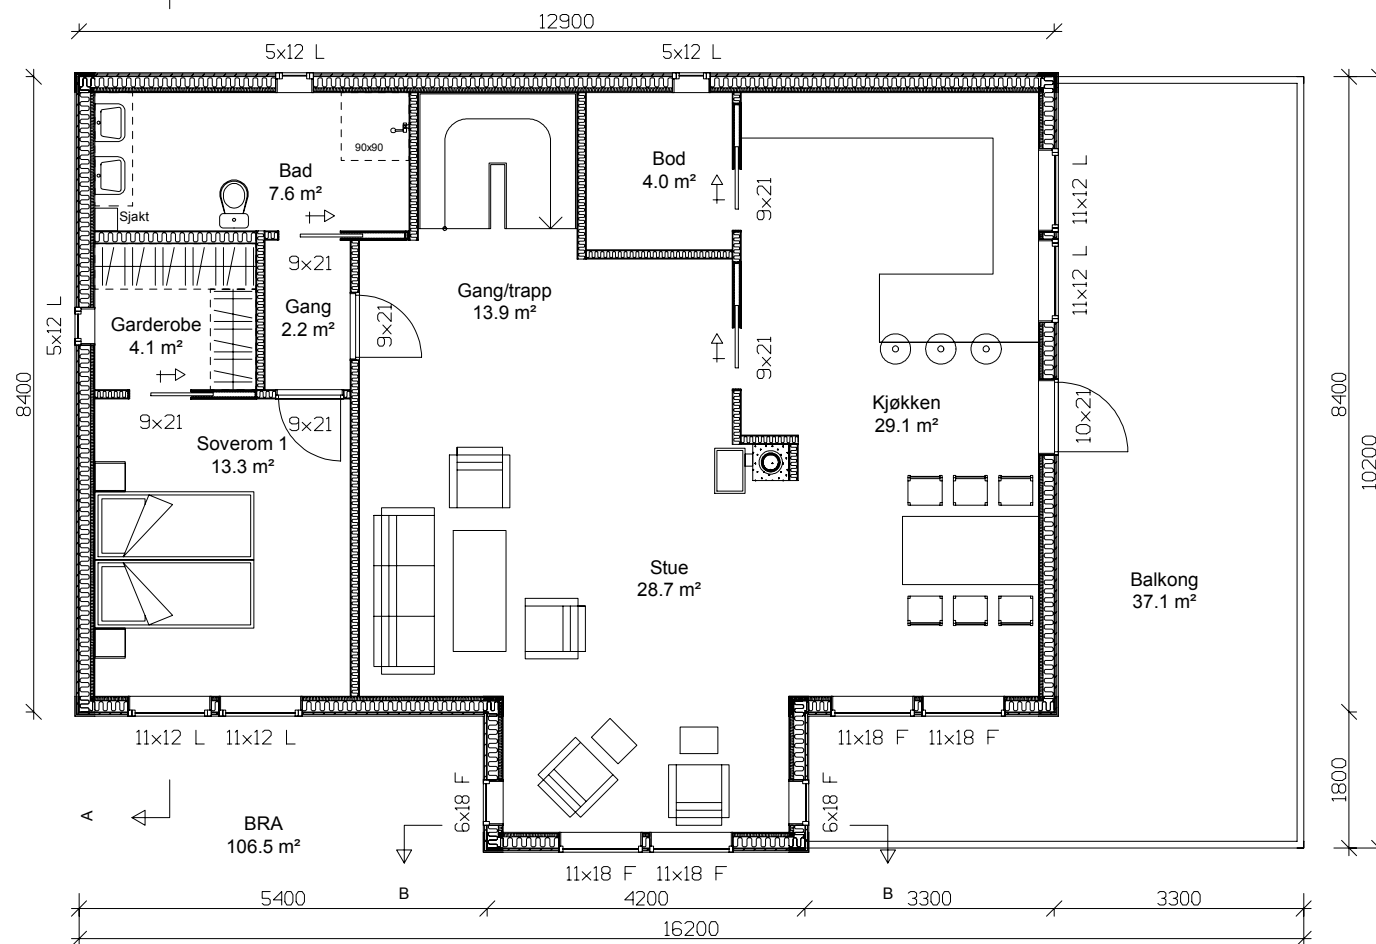 12900
5x12 L
5x12 L
90x90
Bad
7.6 m²
Bod
4.0 m²
9x21
11x12 L
Sjakt
9x21
11x12 L
Gang/trapp
13.9 m²
Gang
2.2 m²
Garderobe
4.1 m²
5x12 L
9x21
9x21
8400
8400
9x21
9x21
Kjøkken
29.1 m²
10x21
Soverom 1
13.3 m²
10200
Stue
28.7 m²
Balkong
37.1 m²
11x12 L
11x12 L
11x18 F
11x18 F
6x18 F
6x18 F
1800
A
BRA
106.5 m²
11x18 F
11x18 F
B
B
5400
4200
3300
3300
16200